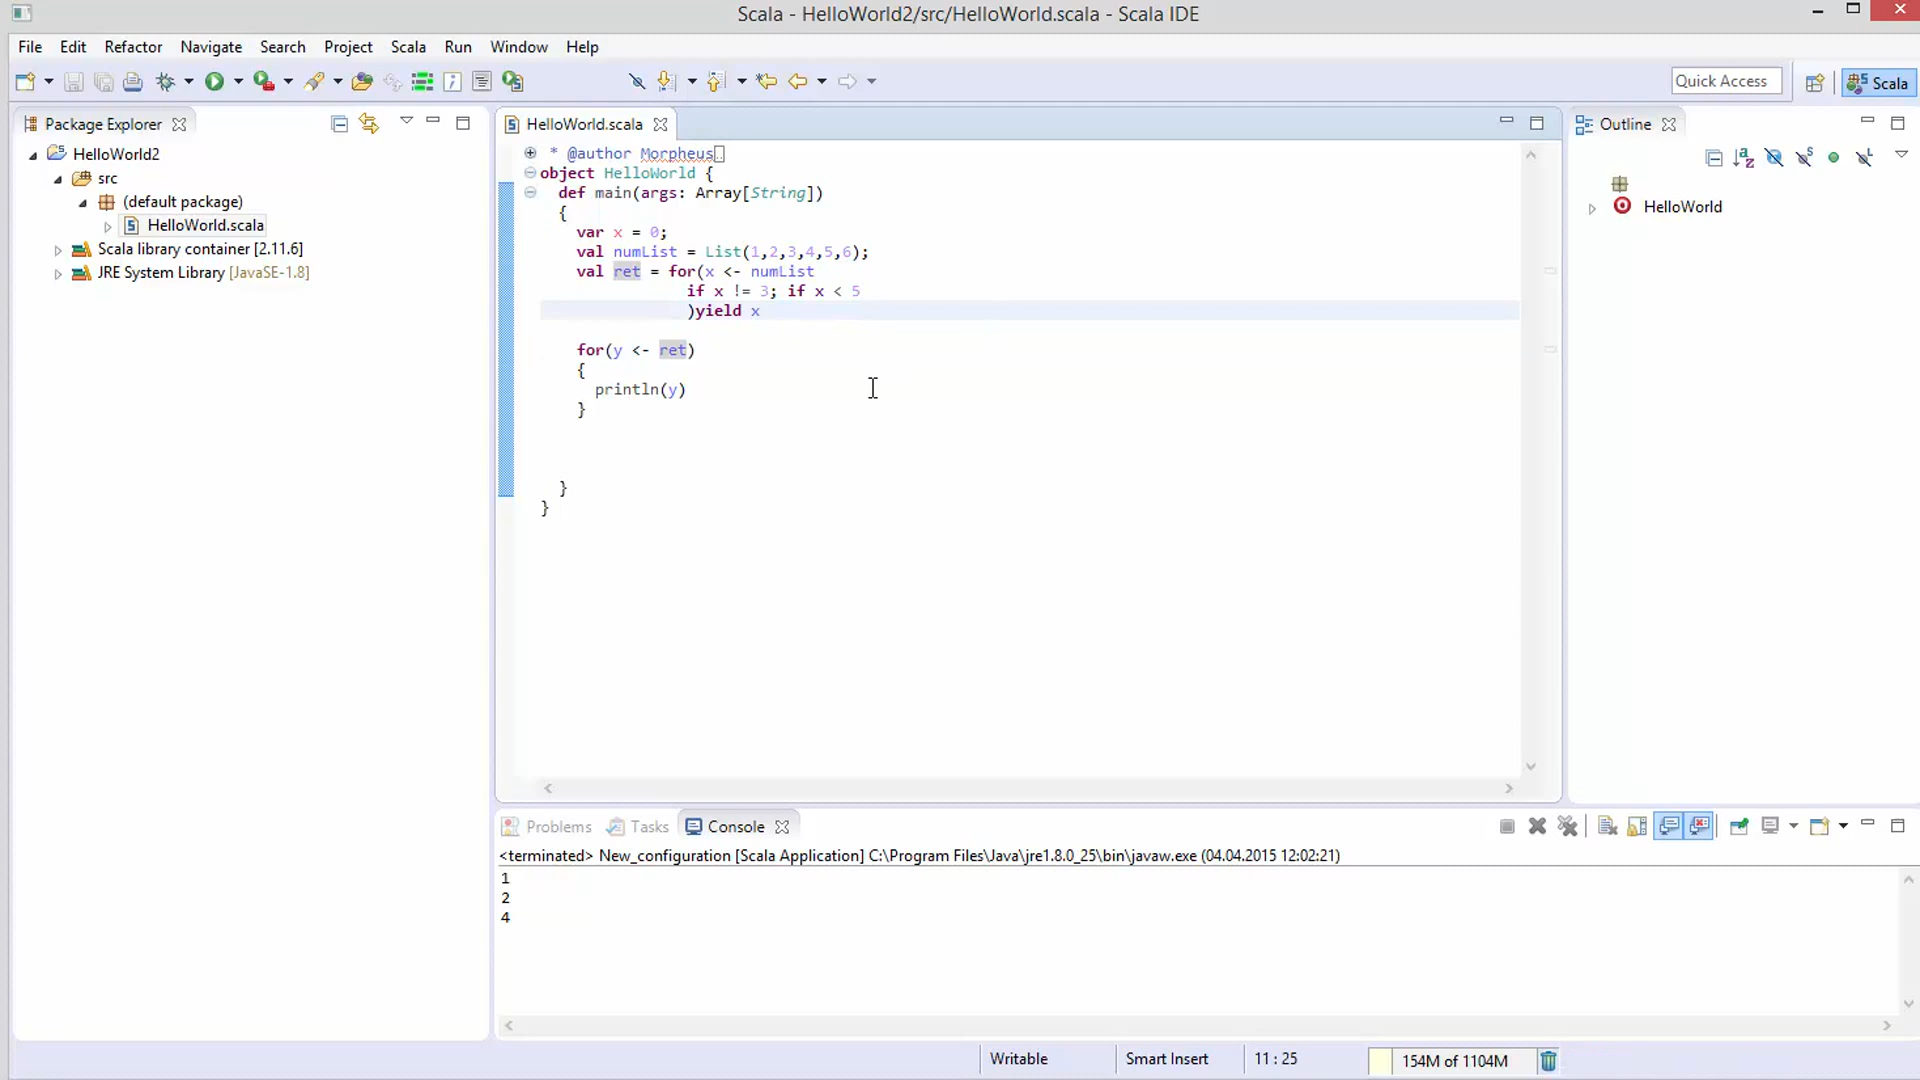 Scala - HelloWorld2/src/HelloWorld.scala - Scala IDE
File Edit Refactor Navigate Search Project Scala Run Window Help
Quick Access
Scala
Package Explorer
HelloWorld2
src
(default package)
HelloWorld.scala
Scala library container [2.11.6]
JRE System Library [JavaSE-1.8]
HelloWorld.scala
* @author Morpheus
object HelloWorld {
def main(args: Array[String])
{
var x = 0;
val numList = List(1,2,3,4,5,6);
val ret = for(x <- numList
if x != 3; if x < 5
)yield x
for(y <- ret)
{
println(y)
}
}
}
Outline
HelloWorld
Problems Tasks Console
<terminated> New_configuration [Scala Application] C:\Program Files\Java\jre1.8.0_25\bin\javaw.exe (04.04.2015 12:02:21)
1
2
4
Writable Smart Insert 11 : 25 154M of 1104M